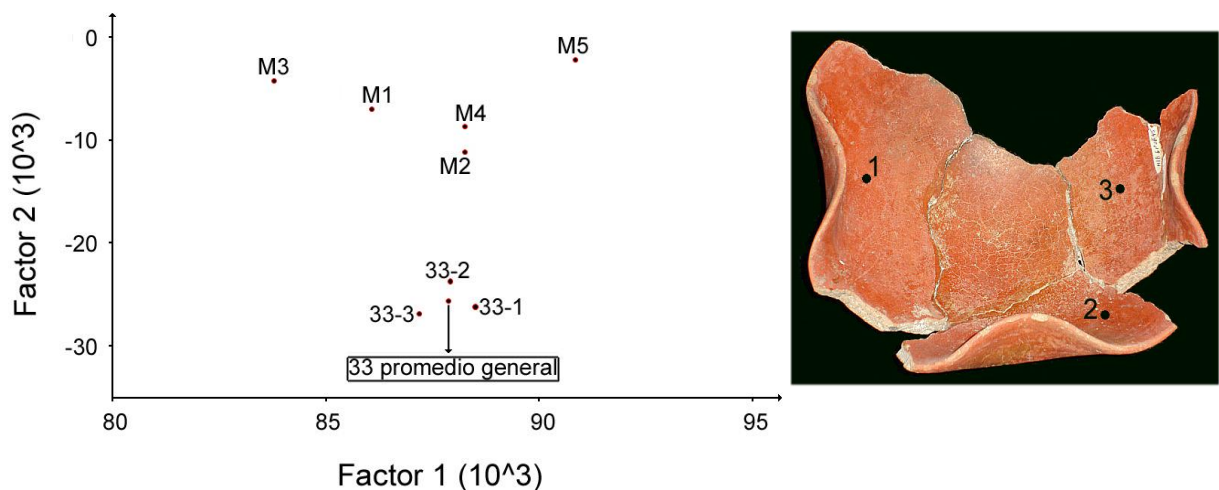 Factor 2 (10^3)
0
-10
-20
-30
M3
M1
M5
M4
M2
33-2
33-3
33-1
33 promedio general
80
85
90
95
Factor 1 (10^3)
1
3
2